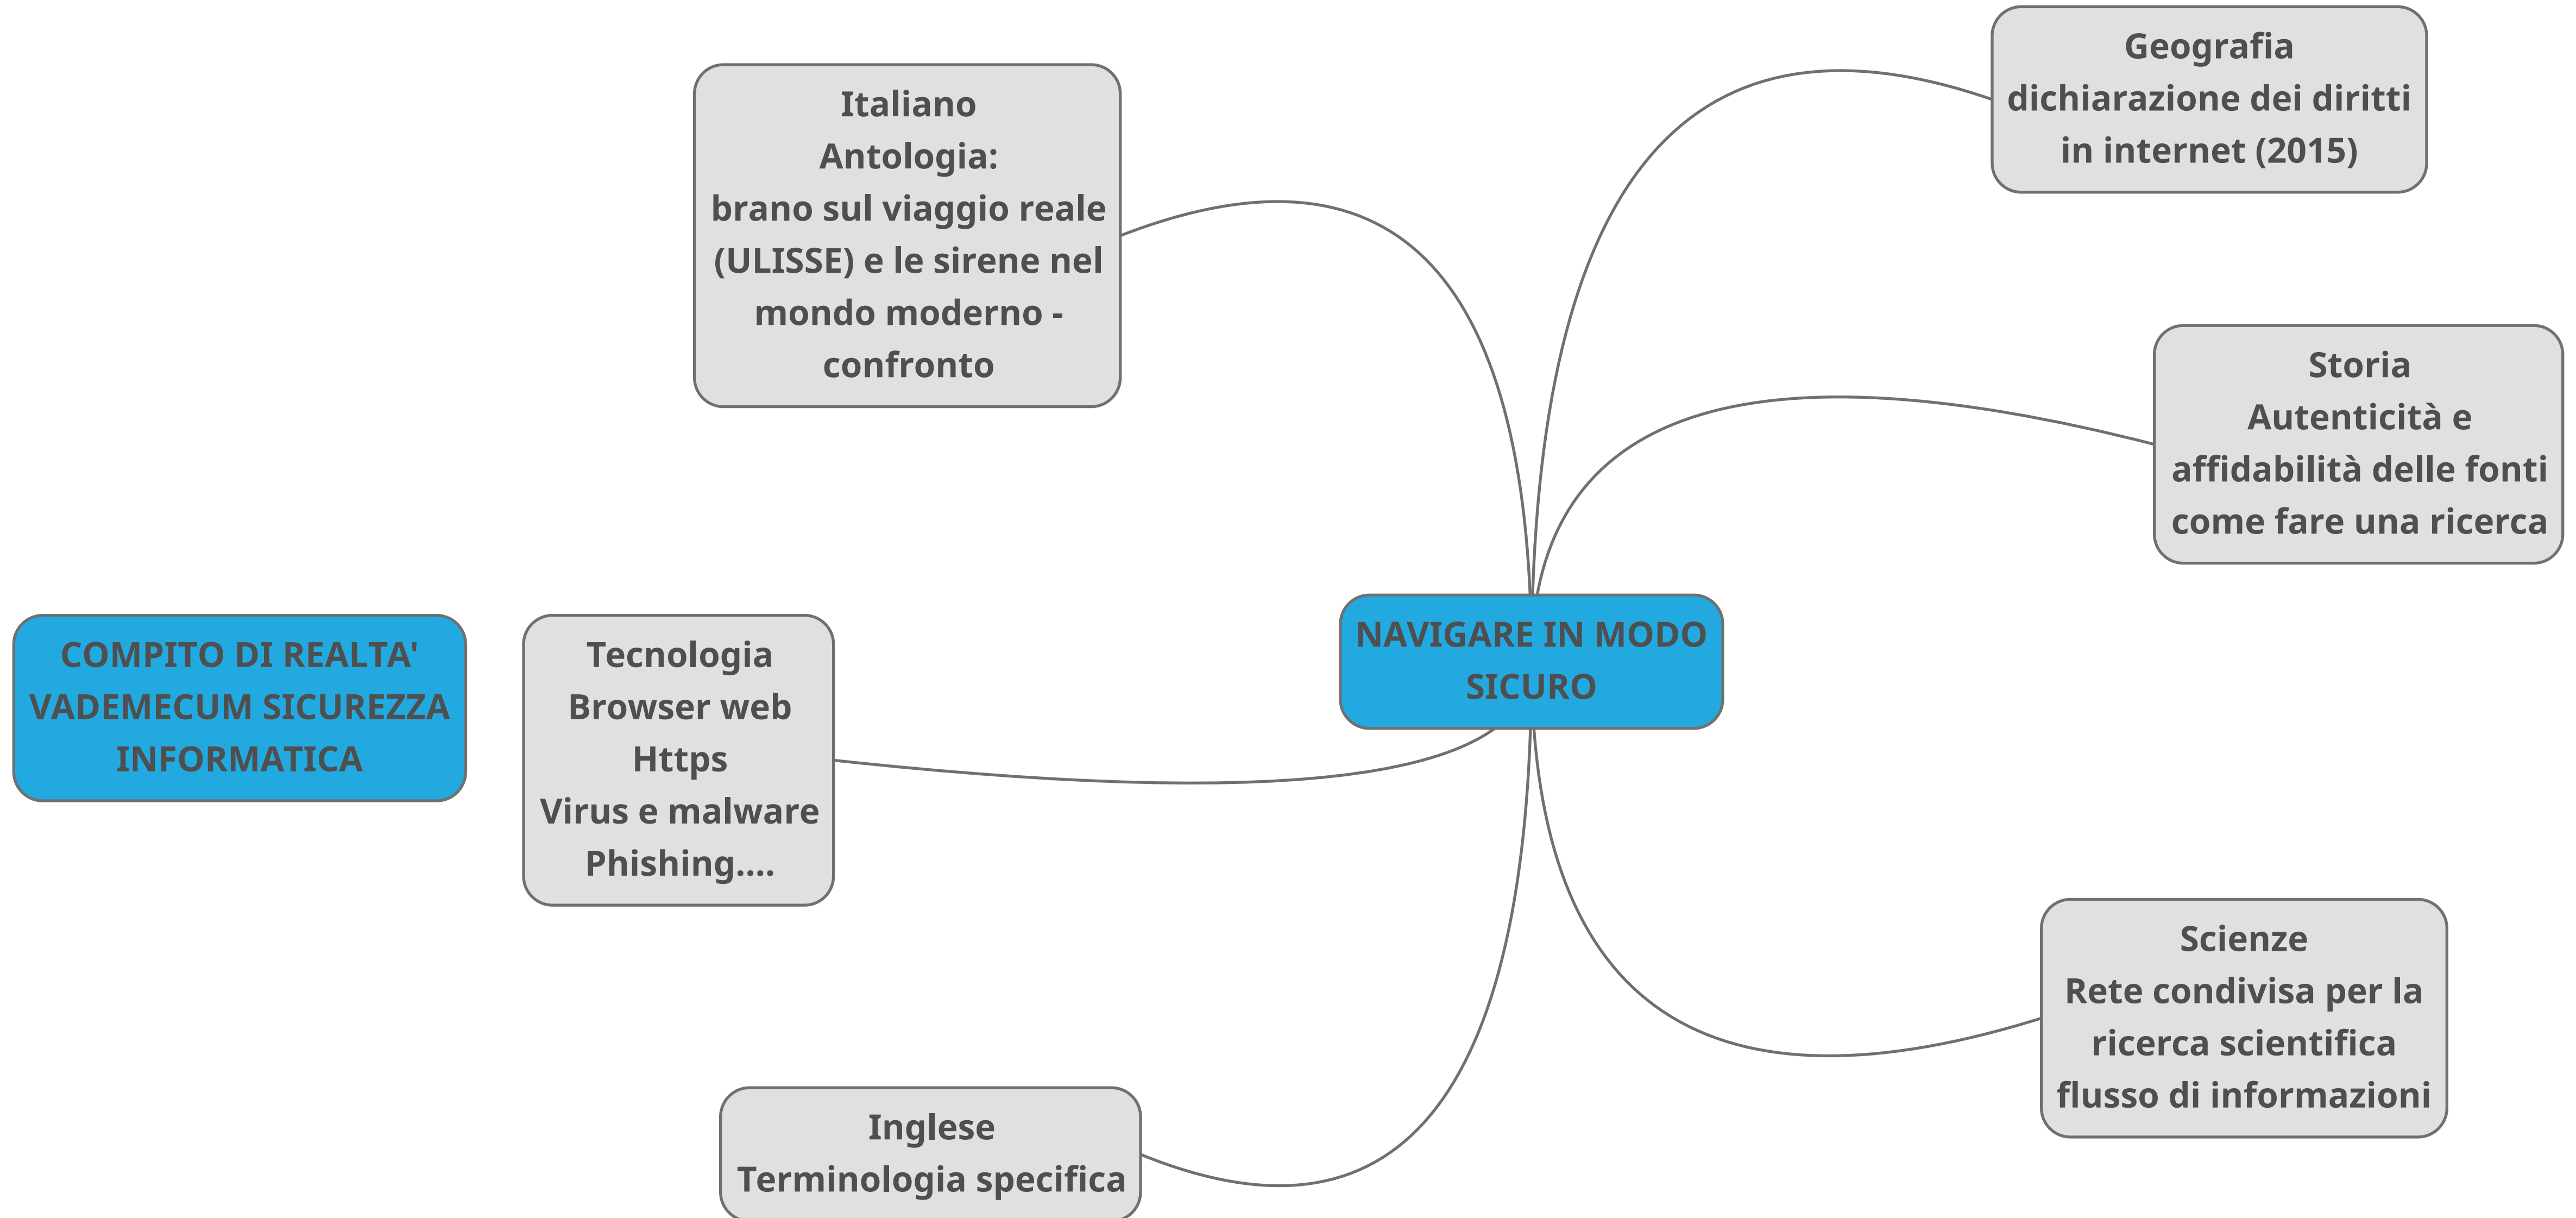 Geografia
dichiarazione dei diritti
in internet (2015)
Italiano
Antologia:
brano sul viaggio reale
(ULISSE) e le sirene nel
mondo moderno -
confronto
Storia
Autenticità e
affidabilità delle fonti
come fare una ricerca
NAVIGARE IN MODO
SICURO
COMPITO DI REALTA'
VADEMECUM SICUREZZA
INFORMATICA
Tecnologia
Browser web
Https
Virus e malware
Phishing....
Scienze
Rete condivisa per la
ricerca scientifica
flusso di informazioni
Inglese
Terminologia specifica